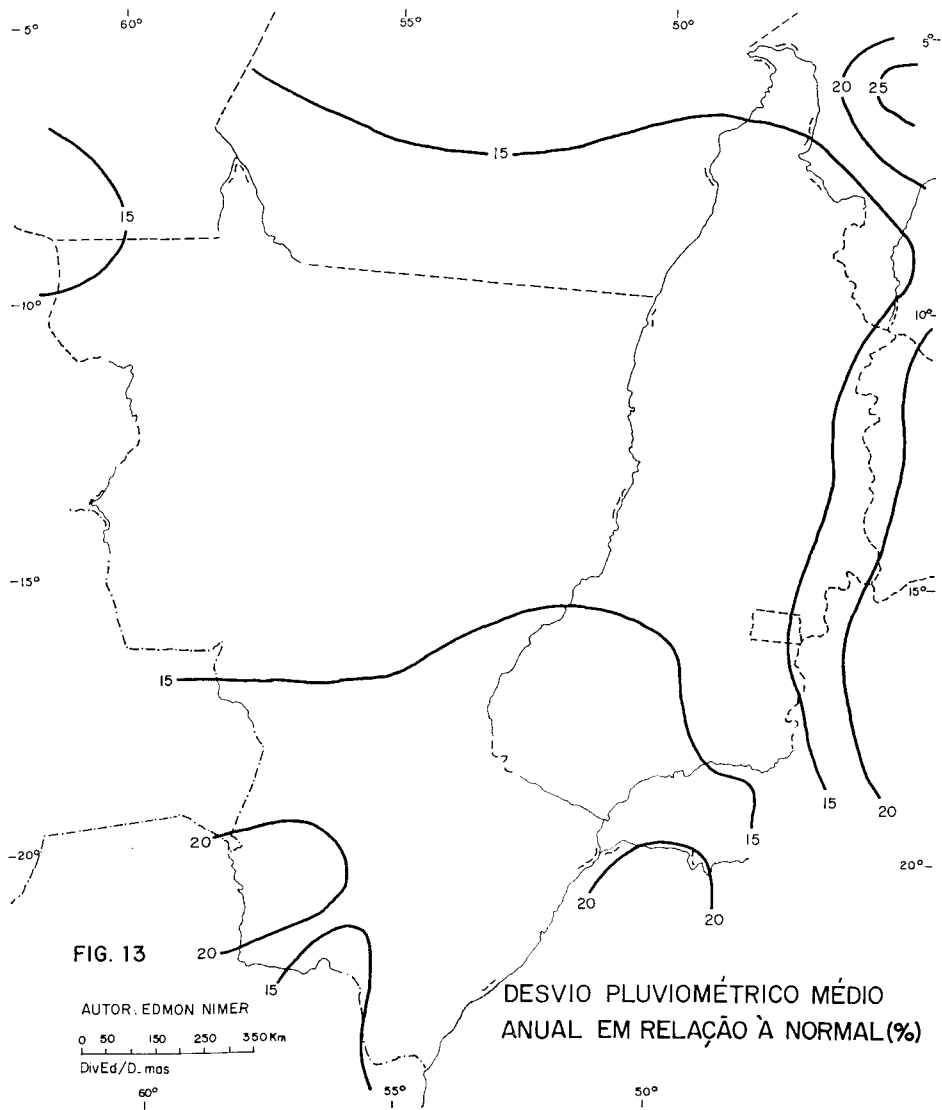 60° 55° 50°
-5° 5°-
20 25
15
15
-10° 10°-
-15° 15°-
15
15 20
15
20
-20° 20°-
20
20
20
15
FIG. 13
AUTOR: EDMON NIMER
0 50 150 250 350 Km
DivEd/D_mas
DESVIO PLUVIOMÉTRICO MÉDIO
ANUAL EM RELAÇÃO À NORMAL (%)
60° 55° 50°